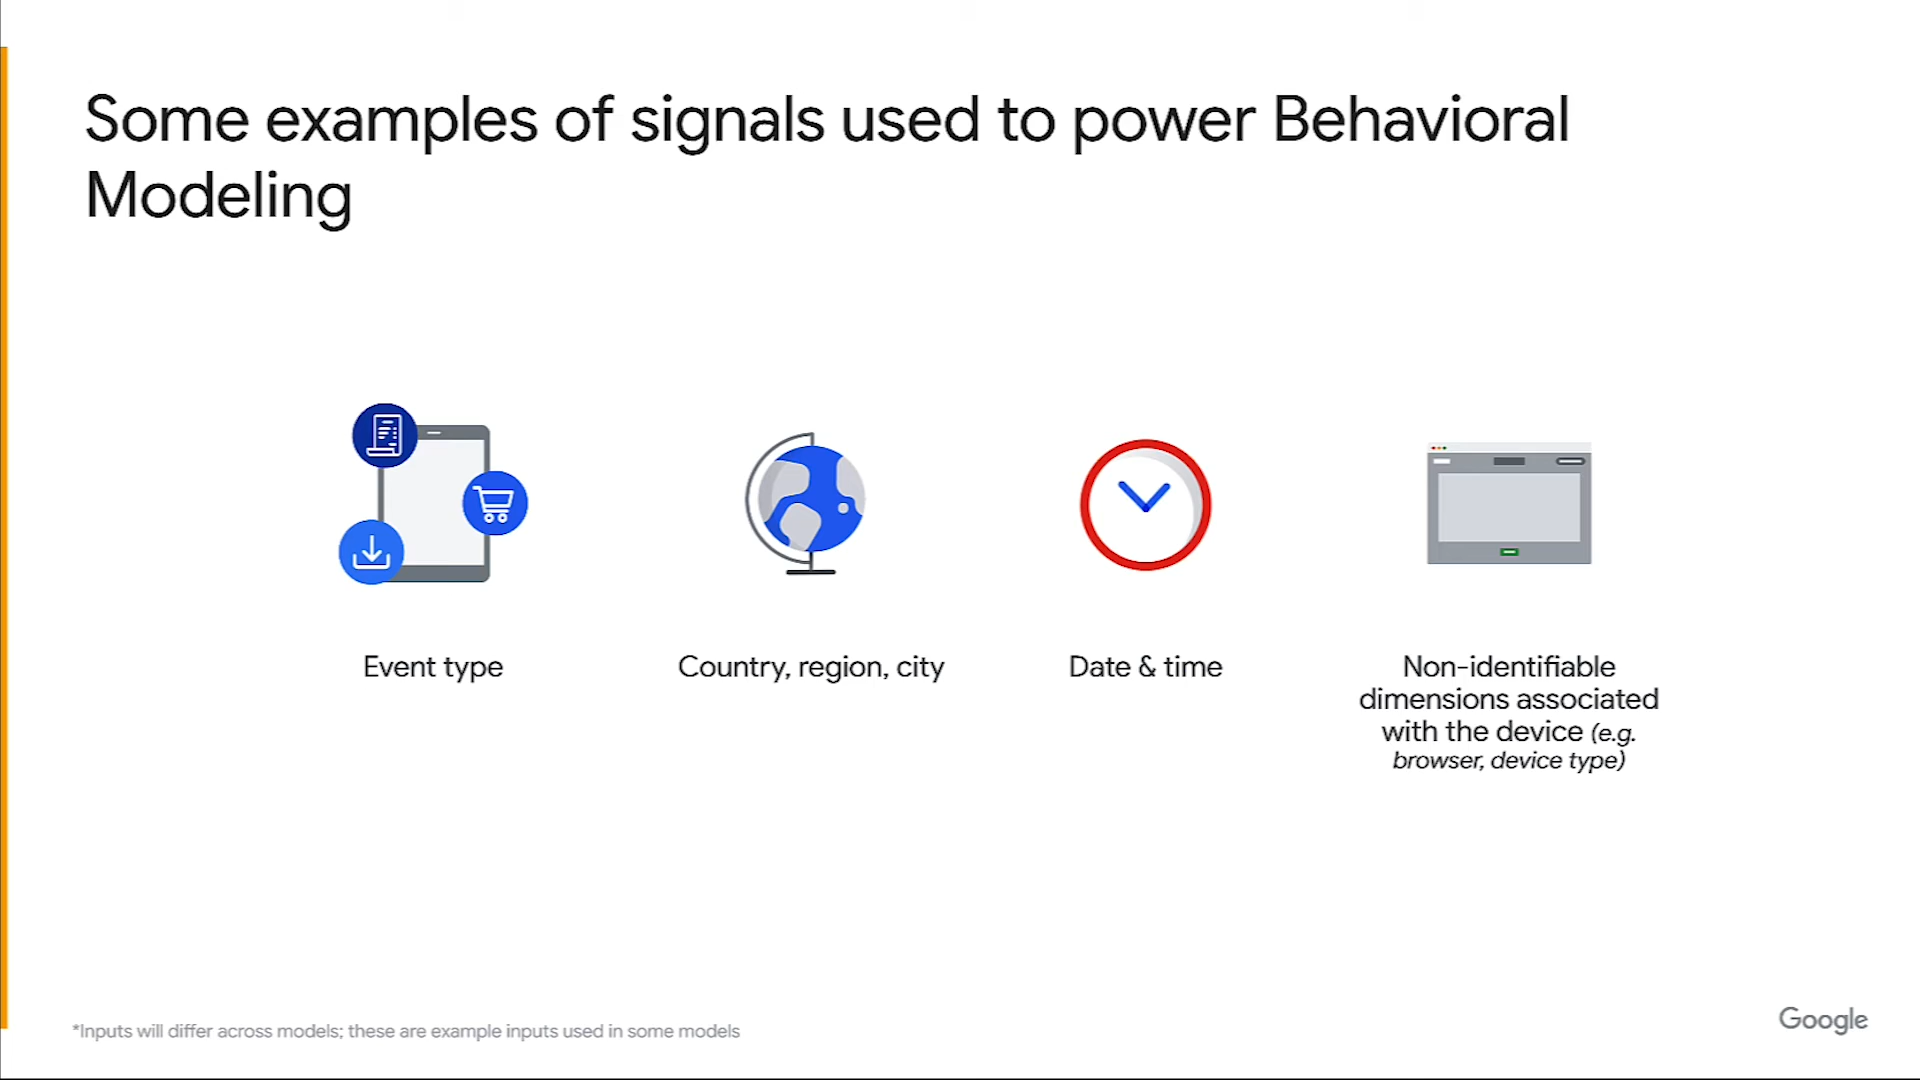 Some examples of signals used to power Behavioral
Modeling
Event type
Country, region, city
Date & time
Non-identifiable
dimensions associated
with the device (e.g.
browser, device type)
*Inputs will differ across models; these are example inputs used in some models
Google